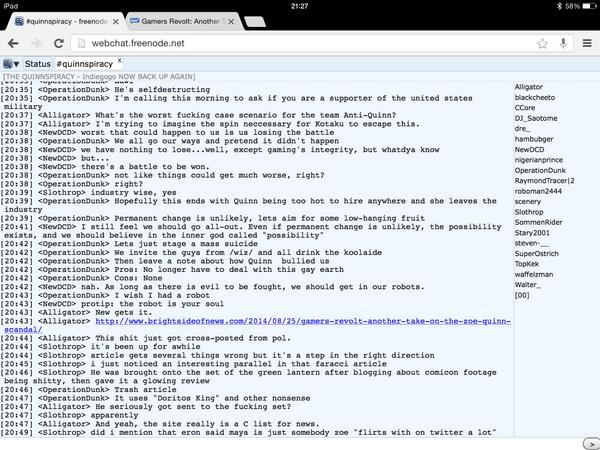 iPad
21:27
58%
#quinnspiracy - freenode
Gamers Revolt: Another T
webchat.freenode.net
Status
#quinnspiracy
x
[THE QUINNSPIRACY - Indiegogo NOW BACK UP AGAIN]
[20:35] <OperationDunk> He's selfdestructing
[20:35] <OperationDunk> I'm calling this morning to ask if you are a supporter of the united states
military
[20:37] <Alligator> What's the worst fucking case scenario for the team Anti-Quinn?
[20:37] <Alligator> I'm trying to imagine the spin neccessary for Kotaku to escape this.
[20:38] <NewDCD> worst that could happen to us is us losing the battle
[20:38] <OperationDunk> We all go our ways and pretend it didn't happen
[20:38] <NewDCD> we have nothing to lose...well, except gaming's integrity, but whatdya know
[20:38] <NewDCD> but...
[20:38] <NewDCD> there's a battle to be won.
[20:38] <OperationDunk> not like things could get much worse, right?
[20:38] <OperationDunk> right?
[20:39] <Slothrop> industry wise, yes
[20:39] <OperationDunk> Hopefully this ends with Quinn being too hot to hire anywhere and she leaves the
industry
[20:39] <OperationDunk> Permanent change is unlikely, lets aim for some low-hanging fruit
[20:41] <NewDCD> I still feel we should go all-out. Even if permanent change is unlikely, the possibility
exists, and we should believe in the inner god called "possibility"
[20:42] <OperationDunk> Lets just stage a mass suicide
[20:42] <OperationDunk> We invite the guys from /wiz/ and all drink the koolaide
[20:42] <OperationDunk> Then leave a note about how Quinn  bullied us
[20:42] <OperationDunk> Pros: No longer have to deal with this gay earth
[20:42] <OperationDunk> Cons: None
[20:42] <NewDCD> nah. As long as there is evil to be fought, we should get in our robots.
[20:43] <OperationDunk> I wish I had a robot
[20:43] <NewDCD> protip: the robot is your soul
[20:43] <Alligator> New gets it.
[20:43] <Alligator> http://www.brightsideofnews.com/2014/08/25/gamers-revolt-another-take-on-the-zoe-quinn-
scandal/
[20:44] <Alligator> This shit just got cross-posted from pol.
[20:44] <Slothrop> it's been up for awhile
[20:44] <Slothrop> article gets several things wrong but it's a step in the right direction
[20:45] <Slothrop> i just noticed an interesting parallel in that faracci article
[20:46] <Slothrop> He was brought onto the set of the green lantern after blogging about comicon footage
being shitty, then gave it a glowing review
[20:46] <OperationDunk> Trash article
[20:47] <OperationDunk> It uses "Doritos King" and other nonsense
[20:47] <Alligator> He seriously got sent to the fucking set?
[20:47] <Slothrop> apparently
[20:47] <Alligator> And yeah, the site really is a C list for news.
[20:49] <Slothrop> did i mention that eron said maya is just somebody zoe "flirts with on twitter a lot"
Alligator
blackcheeto
CCore
DJ_Saotome
dre_
hambubger
NewDCD
nigerianprince
OperationDunk
RaymondTracer|2
roboman2444
scenery
Slothrop
SommenRider
Stary2001
steven-__
SuperOstrich
TopKek
waffelzman
Walter_
[00]
>